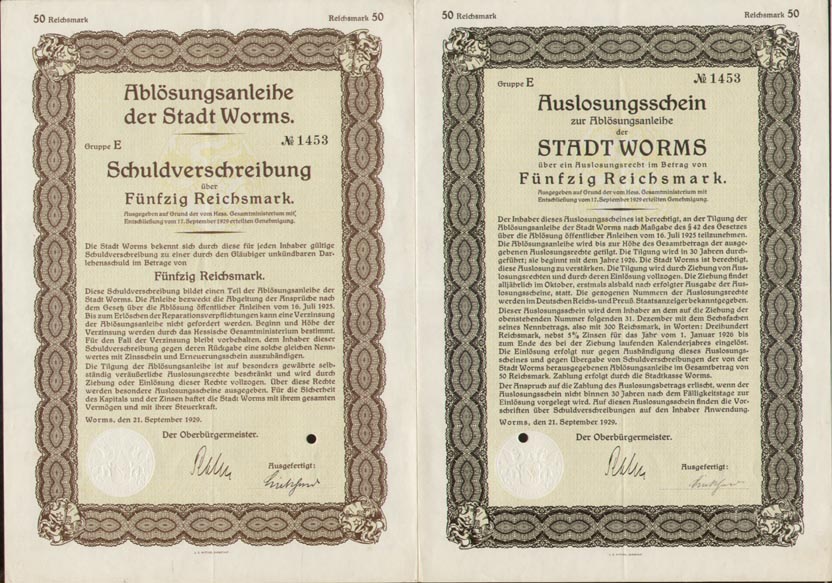 50 Reichsmark
Reichsmark 50
Ablösungsanleihe
der Stadt Worms.
Gruppe E
№ 1453
Schuldverschreibung
über
Fünfzig Reichsmark.
Ausgegeben auf Grund der vom Hess. Gesamtministerium mit
Entschließung vom 17. September 1929 erteilten Genehmigung.
Die Stadt Worms bekennt sich durch diese für jeden Inhaber gültige
Schuldverschreibung zu einer durch den Gläubiger unkündbaren Dar-
lehensschuld im Betrage von
Fünfzig Reichsmark.
Diese Schuldverschreibung bildet einen Teil der Ablösungsanleihe der
Stadt Worms. Die Anleihe bezweckt die Abgeltung der Ansprüche nach
dem Gesetz über die Ablösung öffentlicher Anleihen vom 16. Juli 1925.
Bis zum Erlöschen der Reparationsverpflichtungen kann eine Verzinsung
der Ablösungsanleihe nicht gefordert werden. Beginn und Höhe der
Verzinsung werden durch das Hessische Gesamtministerium bestimmt.
Für den Fall der Verzinsung bleibt vorbehalten, dem Inhaber dieser
Schuldverschreibung gegen deren Rückgabe eine solche gleichen Nenn-
wertes mit Zinsschein und Erneuerungsschein auszuhändigen.
Die Tilgung der Ablösungsanleihe ist auf besonders gewährte selb-
ständig veräußerliche Auslosungsrechte beschränkt und wird durch
Ziehung oder Einlösung dieser Rechte vollzogen. Über diese Rechte
werden besondere Auslosungsscheine ausgegeben. Für die Sicherheit
des Kapitals und der Zinsen haftet die Stadt Worms mit ihrem gesamten
Vermögen und mit ihrer Steuerkraft.
Worms, den 21. September 1929.
Der Oberbürgermeister.
Ausgefertigt:
50 Reichsmark
Reichsmark 50
Gruppe E
№ 1453
Auslosungsschein
zur Ablösungsanleihe
der
STADT WORMS
über ein Auslosungsrecht im Betrag von
Fünfzig Reichsmark.
Ausgegeben auf Grund der vom Hess. Gesamtministerium mit
Entschließung vom 17. September 1929 erteilten Genehmigung.
Der Inhaber dieses Auslosungsscheines ist berechtigt, an der Tilgung der
Ablösungsanleihe der Stadt Worms nach Maßgabe des § 42 des Gesetzes
über die Ablösung öffentlicher Anleihen vom 16. Juli 1925 teilzunehmen.
Die Ablösungsanleihe wird bis zur Höhe des Gesamtbetrags der ausge-
gebenen Auslosungsrechte getilgt. Die Tilgung wird in 30 Jahren durch-
geführt; sie beginnt mit dem Jahre 1926. Die Stadt Worms ist berechtigt,
diese Auslosung zu verstärken. Die Tilgung wird durch Ziehung von Aus-
losungsrechten und durch deren Einlösung vollzogen. Die Ziehung findet
alljährlich im Oktober, erstmals alsbald nach erfolgter Ausgabe der Auslo-
sungsscheine, statt. Die gezogenen Nummern der Auslosungsrechte
werden im Deutschen Reichs- und Preuß. Staatsanzeiger bekanntgegeben.
Dieser Auslosungsschein wird dem Inhaber an dem auf die Ziehung der
obenstehenden Nummer folgenden 31. Dezember mit dem Sechsfachen
seines Nennbetrags, also mit 300 Reichsmark, in Worten: Dreihundert
Reichsmark, nebst 5% Zinsen für das Jahr vom 1. Januar 1926 bis
zum Ende des bei der Ziehung laufenden Kalenderjahres eingelöst.
Die Einlösung erfolgt nur gegen Aushändigung dieses Auslosungs-
scheines und gegen Übergabe von Schuldverschreibungen der von der
Stadt Worms herausgegebenen Ablösungsanleihe im Gesamtbetrag von
50 Reichsmark. Zahlung erfolgt durch die Stadtkasse Worms.
Der Anspruch auf die Zahlung des Auslosungsbetrags erlischt, wenn der
Auslosungsschein nicht binnen 30 Jahren nach dem Fälligkeitstage zur
Einlösung vorgelegt wird. Auf diesen Auslosungsschein finden die Vor-
schriften über Schuldverschreibungen auf den Inhaber Anwendung.
Worms, den 21. September 1929.
Der Oberbürgermeister.
Ausgefertigt: